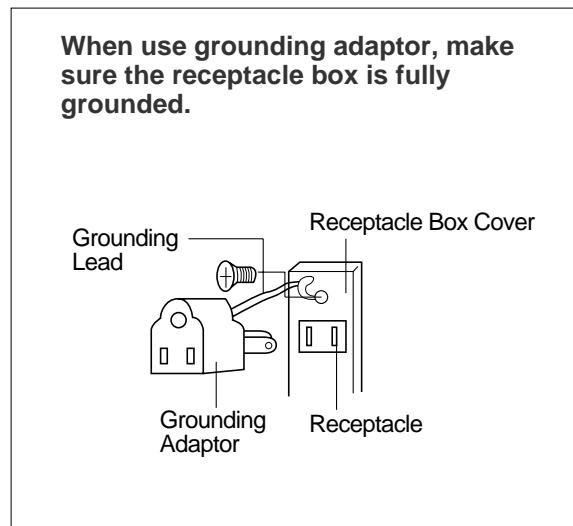 When use grounding adaptor, make
sure the receptacle box is fully
grounded.
Receptacle Box Cover
Grounding
Lead
Grounding
Adaptor
Receptacle